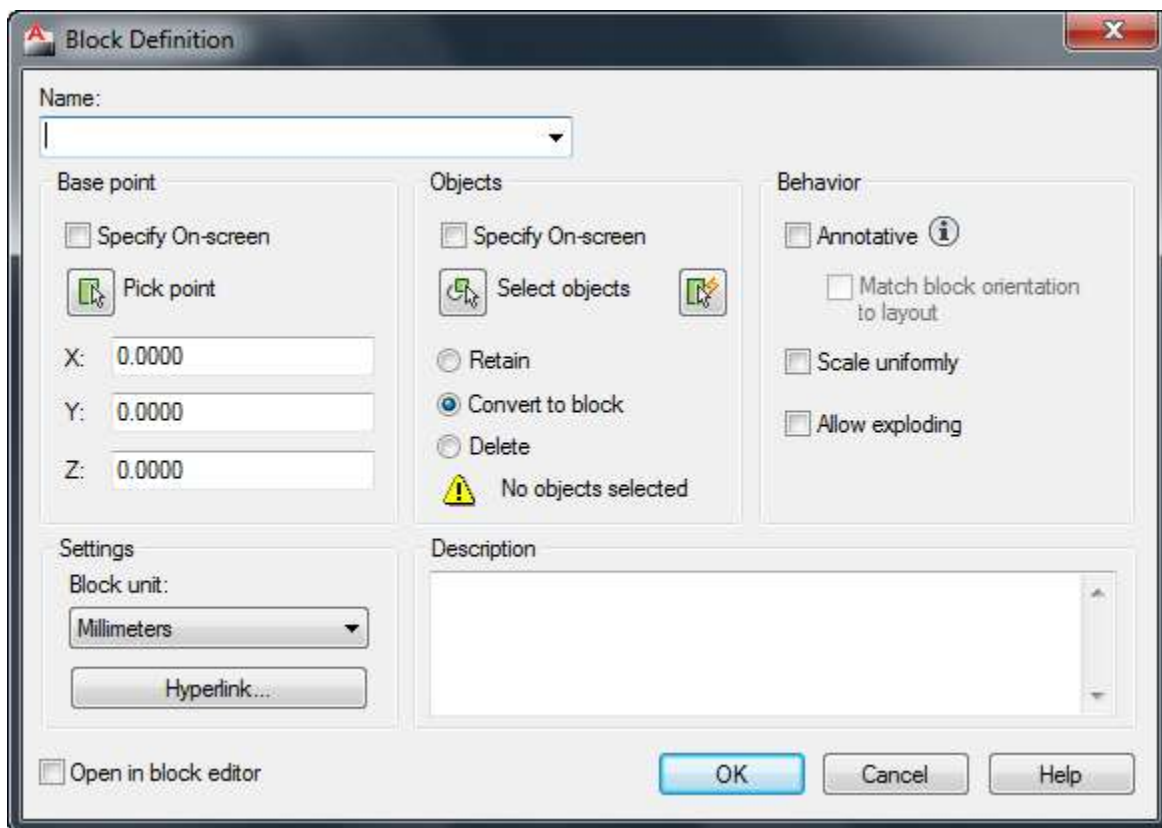 Block Definition
Name:
Base point
Specify On-screen
Pick point
X: 0.0000
Y: 0.0000
Z: 0.0000
Objects
Specify On-screen
Select objects
Retain
Convert to block
Delete
No objects selected
Behavior
Annotative
Match block orientation
to layout
Scale uniformly
Allow exploding
Settings
Block unit:
Millimeters
Hyperlink...
Description
Open in block editor
OK
Cancel
Help